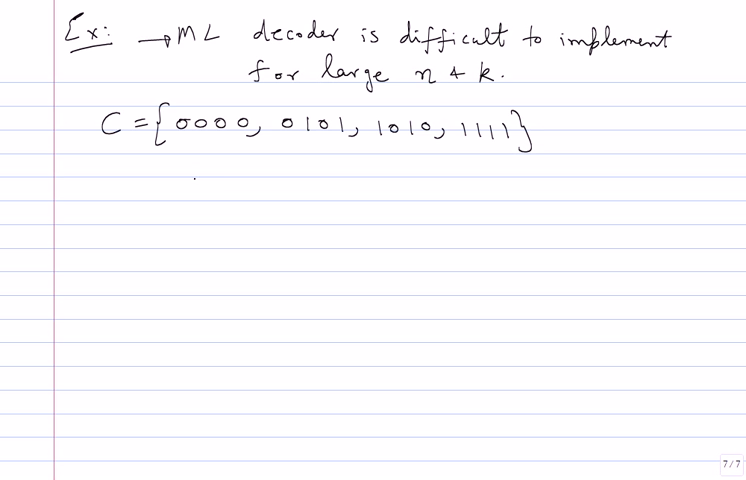 Ex: → ML decoder is difficult to implement
for large n & k.
C = {0000, 0101, 1010, 1111}
7/7